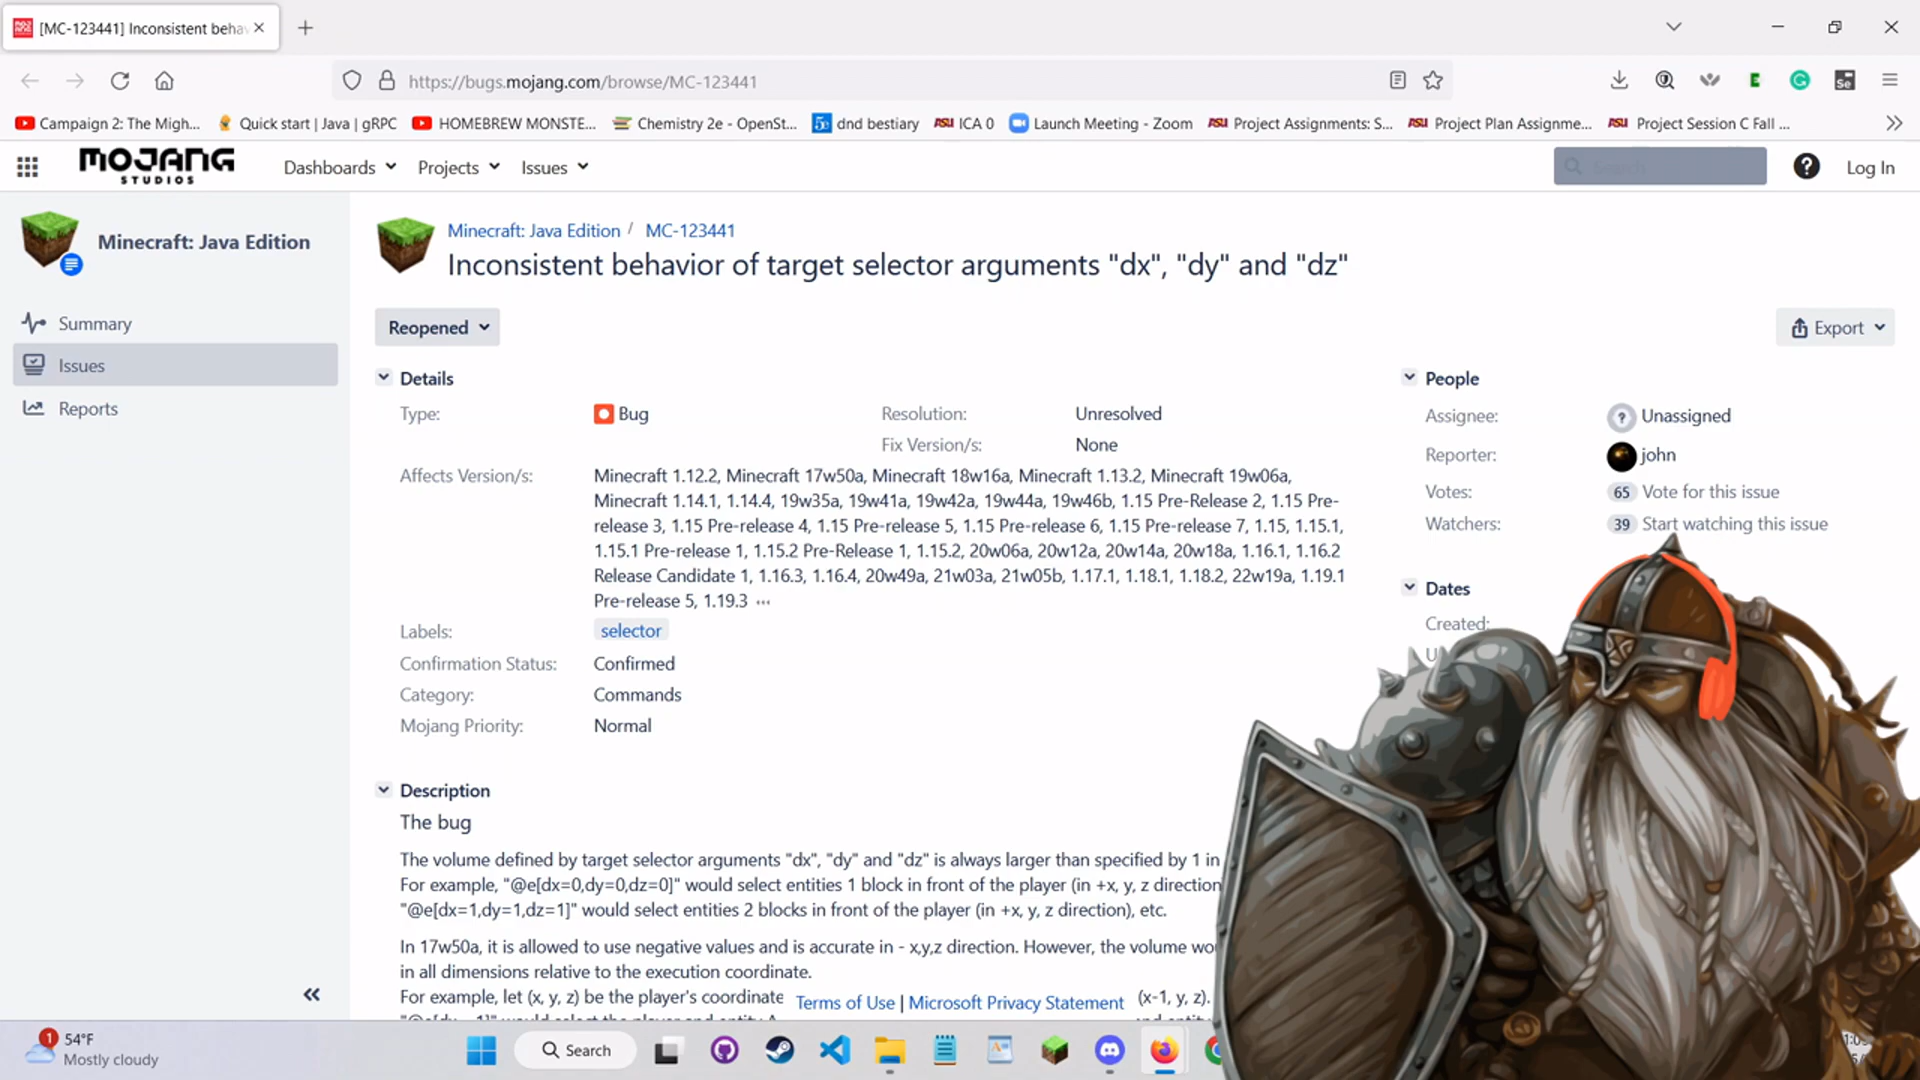 [MC-123441] Inconsistent behav
https://bugs.mojang.com/browse/MC-123441
Campaign 2: The Migh...
Quick start | Java | gRPC
HOMEBREW MONSTE...
Chemistry 2e - OpenSt...
dnd bestiary
ICA 0
Launch Meeting - Zoom
Project Assignments: S...
Project Plan Assignme...
Project Session C Fall ...
MOJANG
STUDIOS
Dashboards
Projects
Issues
Search
Log In
Minecraft: Java Edition
Summary
Issues
Reports
Minecraft: Java Edition / MC-123441
Inconsistent behavior of target selector arguments "dx", "dy" and "dz"
Reopened
Export
Details
Type: Bug
Resolution: Unresolved
Fix Version/s: None
Affects Version/s: Minecraft 1.12.2, Minecraft 17w50a, Minecraft 18w16a, Minecraft 1.13.2, Minecraft 19w06a,
Minecraft 1.14.1, 1.14.4, 19w35a, 19w41a, 19w42a, 19w44a, 19w46b, 1.15 Pre-Release 2, 1.15 Pre-
release 3, 1.15 Pre-release 4, 1.15 Pre-release 5, 1.15 Pre-release 6, 1.15 Pre-release 7, 1.15, 1.15.1,
1.15.1 Pre-release 1, 1.15.2 Pre-Release 1, 1.15.2, 20w06a, 20w12a, 20w14a, 20w18a, 1.16.1, 1.16.2
Release Candidate 1, 1.16.3, 1.16.4, 20w49a, 21w03a, 21w05b, 1.17.1, 1.18.1, 1.18.2, 22w19a, 1.19.1
Pre-release 5, 1.19.3 ...
Labels: selector
Confirmation Status: Confirmed
Category: Commands
Mojang Priority: Normal
People
Assignee: Unassigned
Reporter: john
Votes: 65 Vote for this issue
Watchers: 39 Start watching this issue
Dates
Created:
Description
The bug
The volume defined by target selector arguments "dx", "dy" and "dz" is always larger than specified by 1 in
For example, "@e[dx=0,dy=0,dz=0]" would select entities 1 block in front of the player (in +x, y, z direction
"@e[dx=1,dy=1,dz=1]" would select entities 2 blocks in front of the player (in +x, y, z direction), etc.
In 17w50a, it is allowed to use negative values and is accurate in - x,y,z direction. However, the volume wou
in all dimensions relative to the execution coordinate.
For example, let (x, y, z) be the player's coordinate
(x-1, y, z).
Terms of Use | Microsoft Privacy Statement
1
54°F
Mostly cloudy
Search